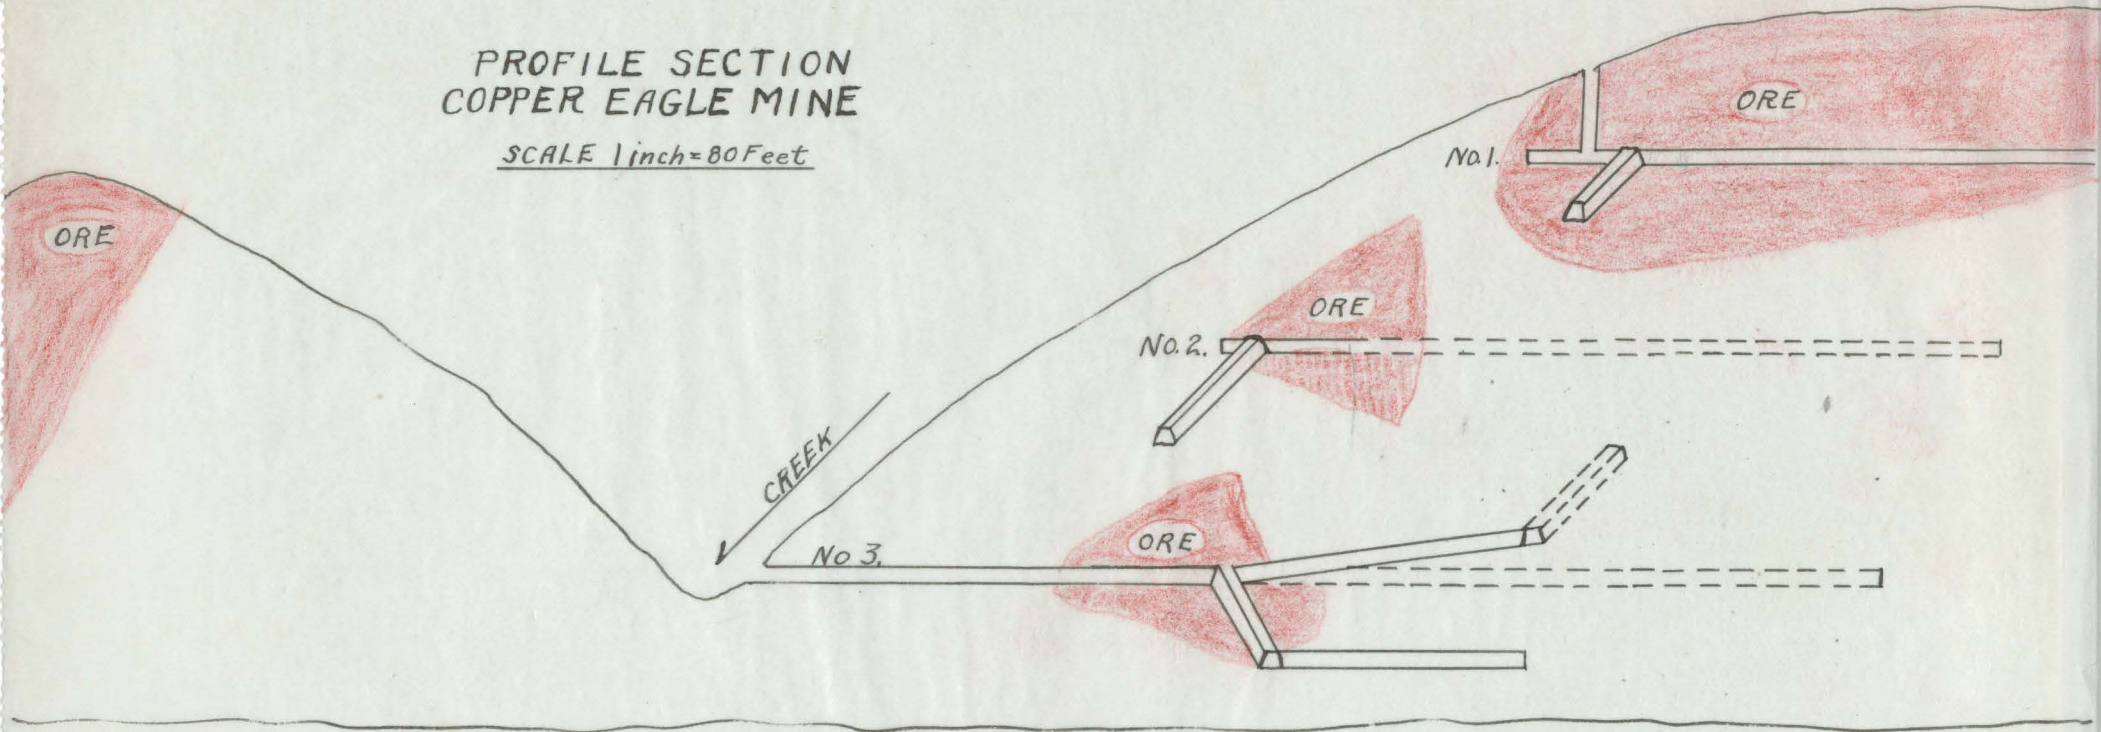 PROFILE SECTION
COPPER EAGLE MINE
SCALE 1 inch = 80 Feet
ORE
No. 1.
ORE
ORE
No. 2.
CREEK
No 3.
ORE